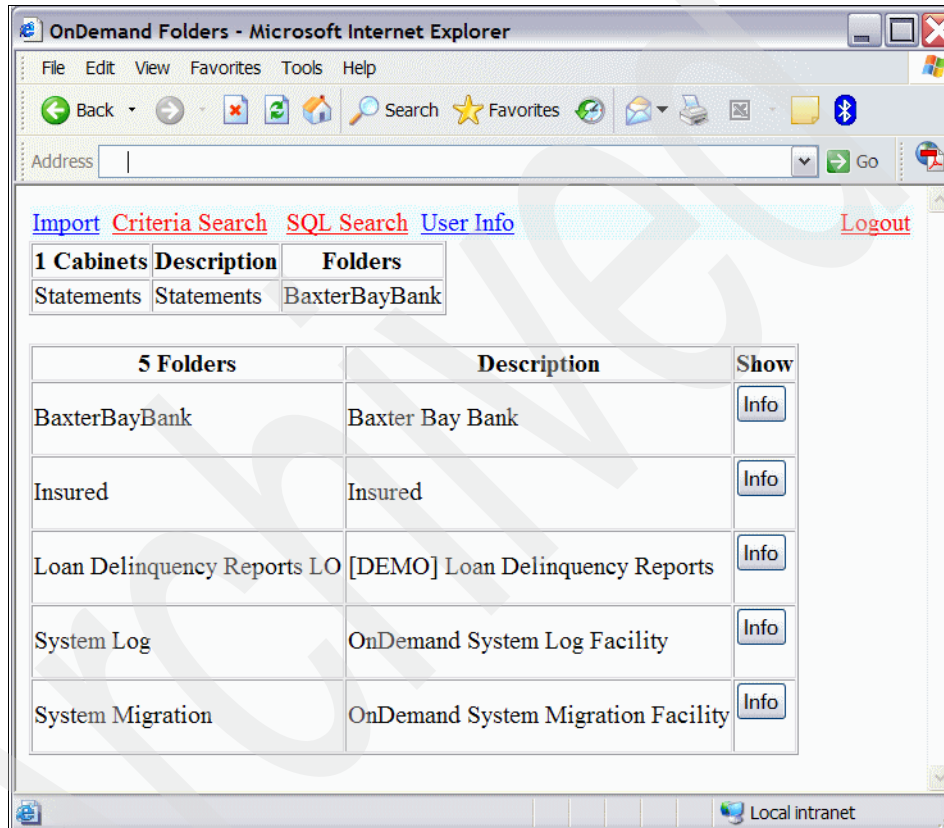 OnDemand Folders - Microsoft Internet Explorer
File Edit View Favorites Tools Help
Back Search Favorites
Address Go
Import Criteria Search SQL Search User Info Logout
1 Cabinets Description Folders
Statements Statements BaxterBayBank
5 Folders Description Show
BaxterBayBank Baxter Bay Bank Info
Insured Insured Info
Loan Delinquency Reports LO [DEMO] Loan Delinquency Reports Info
System Log OnDemand System Log Facility Info
System Migration OnDemand System Migration Facility Info
Local intranet
Archived